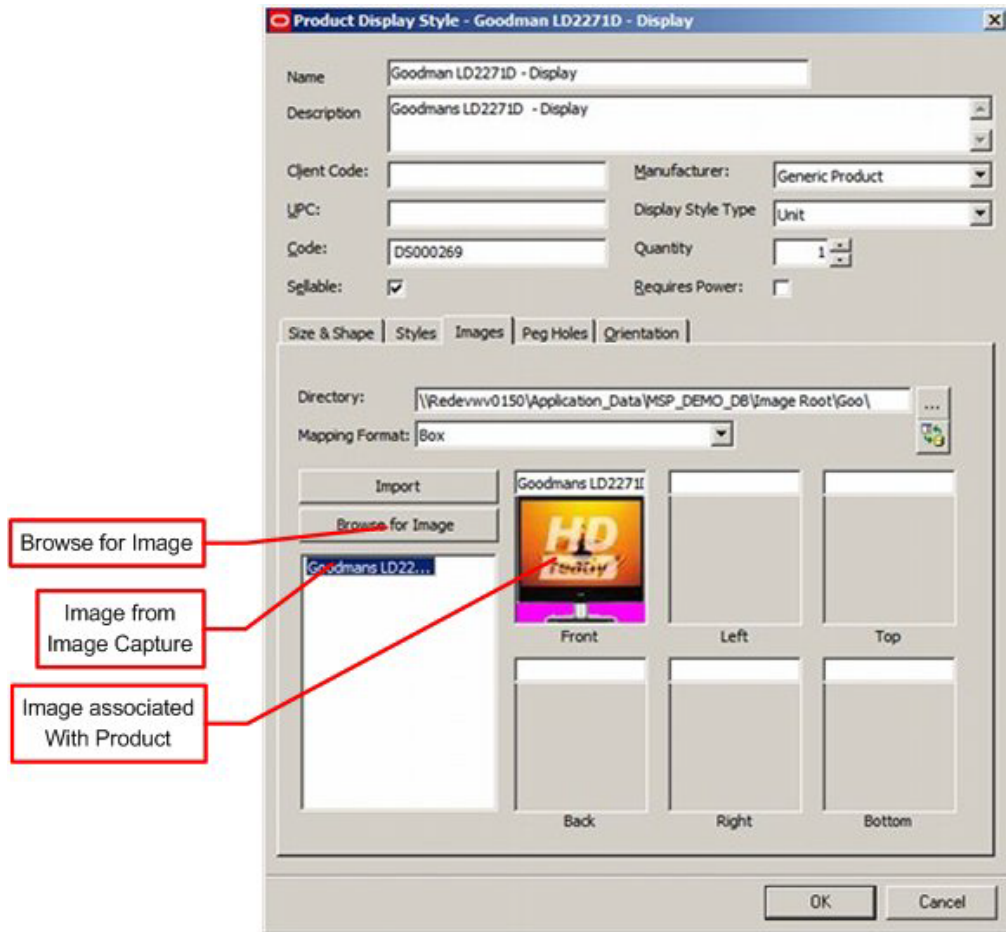 Product Display Style - Goodman LD2271D - Display
Name
Goodman LD2271D - Display
Description
Goodmans LD2271D - Display
Client Code:
Manufacturer:
Generic Product
UPC:
Display Style Type
Unit
Code:
DS000269
Quantity
1
Sellable:
Requires Power:
Size & Shape
Styles
Images
Peg Holes
Orientation
Directory:
\\Redevwv0150\Application_Data\MSP_DEMO_DB\Image Root\Goo\
...
Mapping Format:
Box
Import
Browse for Image
Goodmans LD22...
Goodmans LD2271D
HD
ready
Front
Left
Top
Back
Right
Bottom
OK
Cancel
Browse for Image
Image from
Image Capture
Image associated
With Product